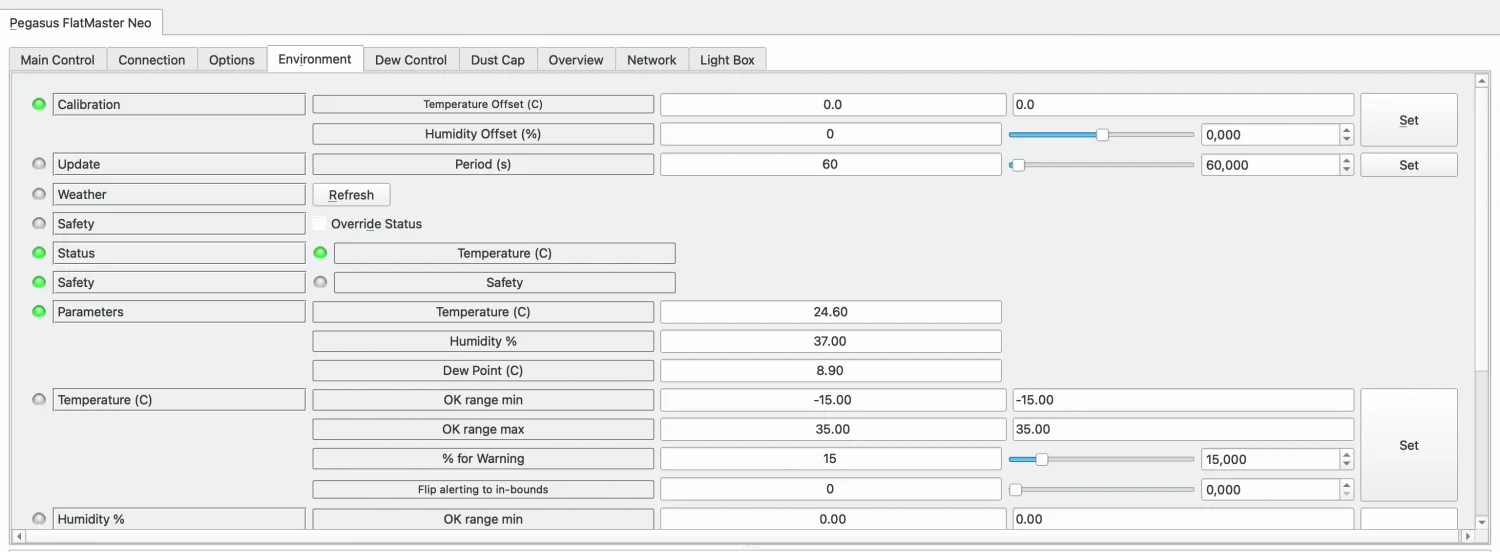 Pegasus FlatMaster Neo
Main Control Connection Options Environment Dew Control Dust Cap Overview Network Light Box
Calibration Temperature Offset (C) 0.0 0.0 Set
Humidity Offset (%) 0 0,000
Update Period (s) 60 60,000 Set
Weather Refresh
Safety Override Status
Status Temperature (C)
Safety Safety
Parameters Temperature (C) 24.60
Humidity % 37.00
Dew Point (C) 8.90
Temperature (C) OK range min -15.00 -15.00 Set
OK range max 35.00 35.00
% for Warning 15 15,000
Flip alerting to in-bounds 0 0,000
Humidity % OK range min 0.00 0.00